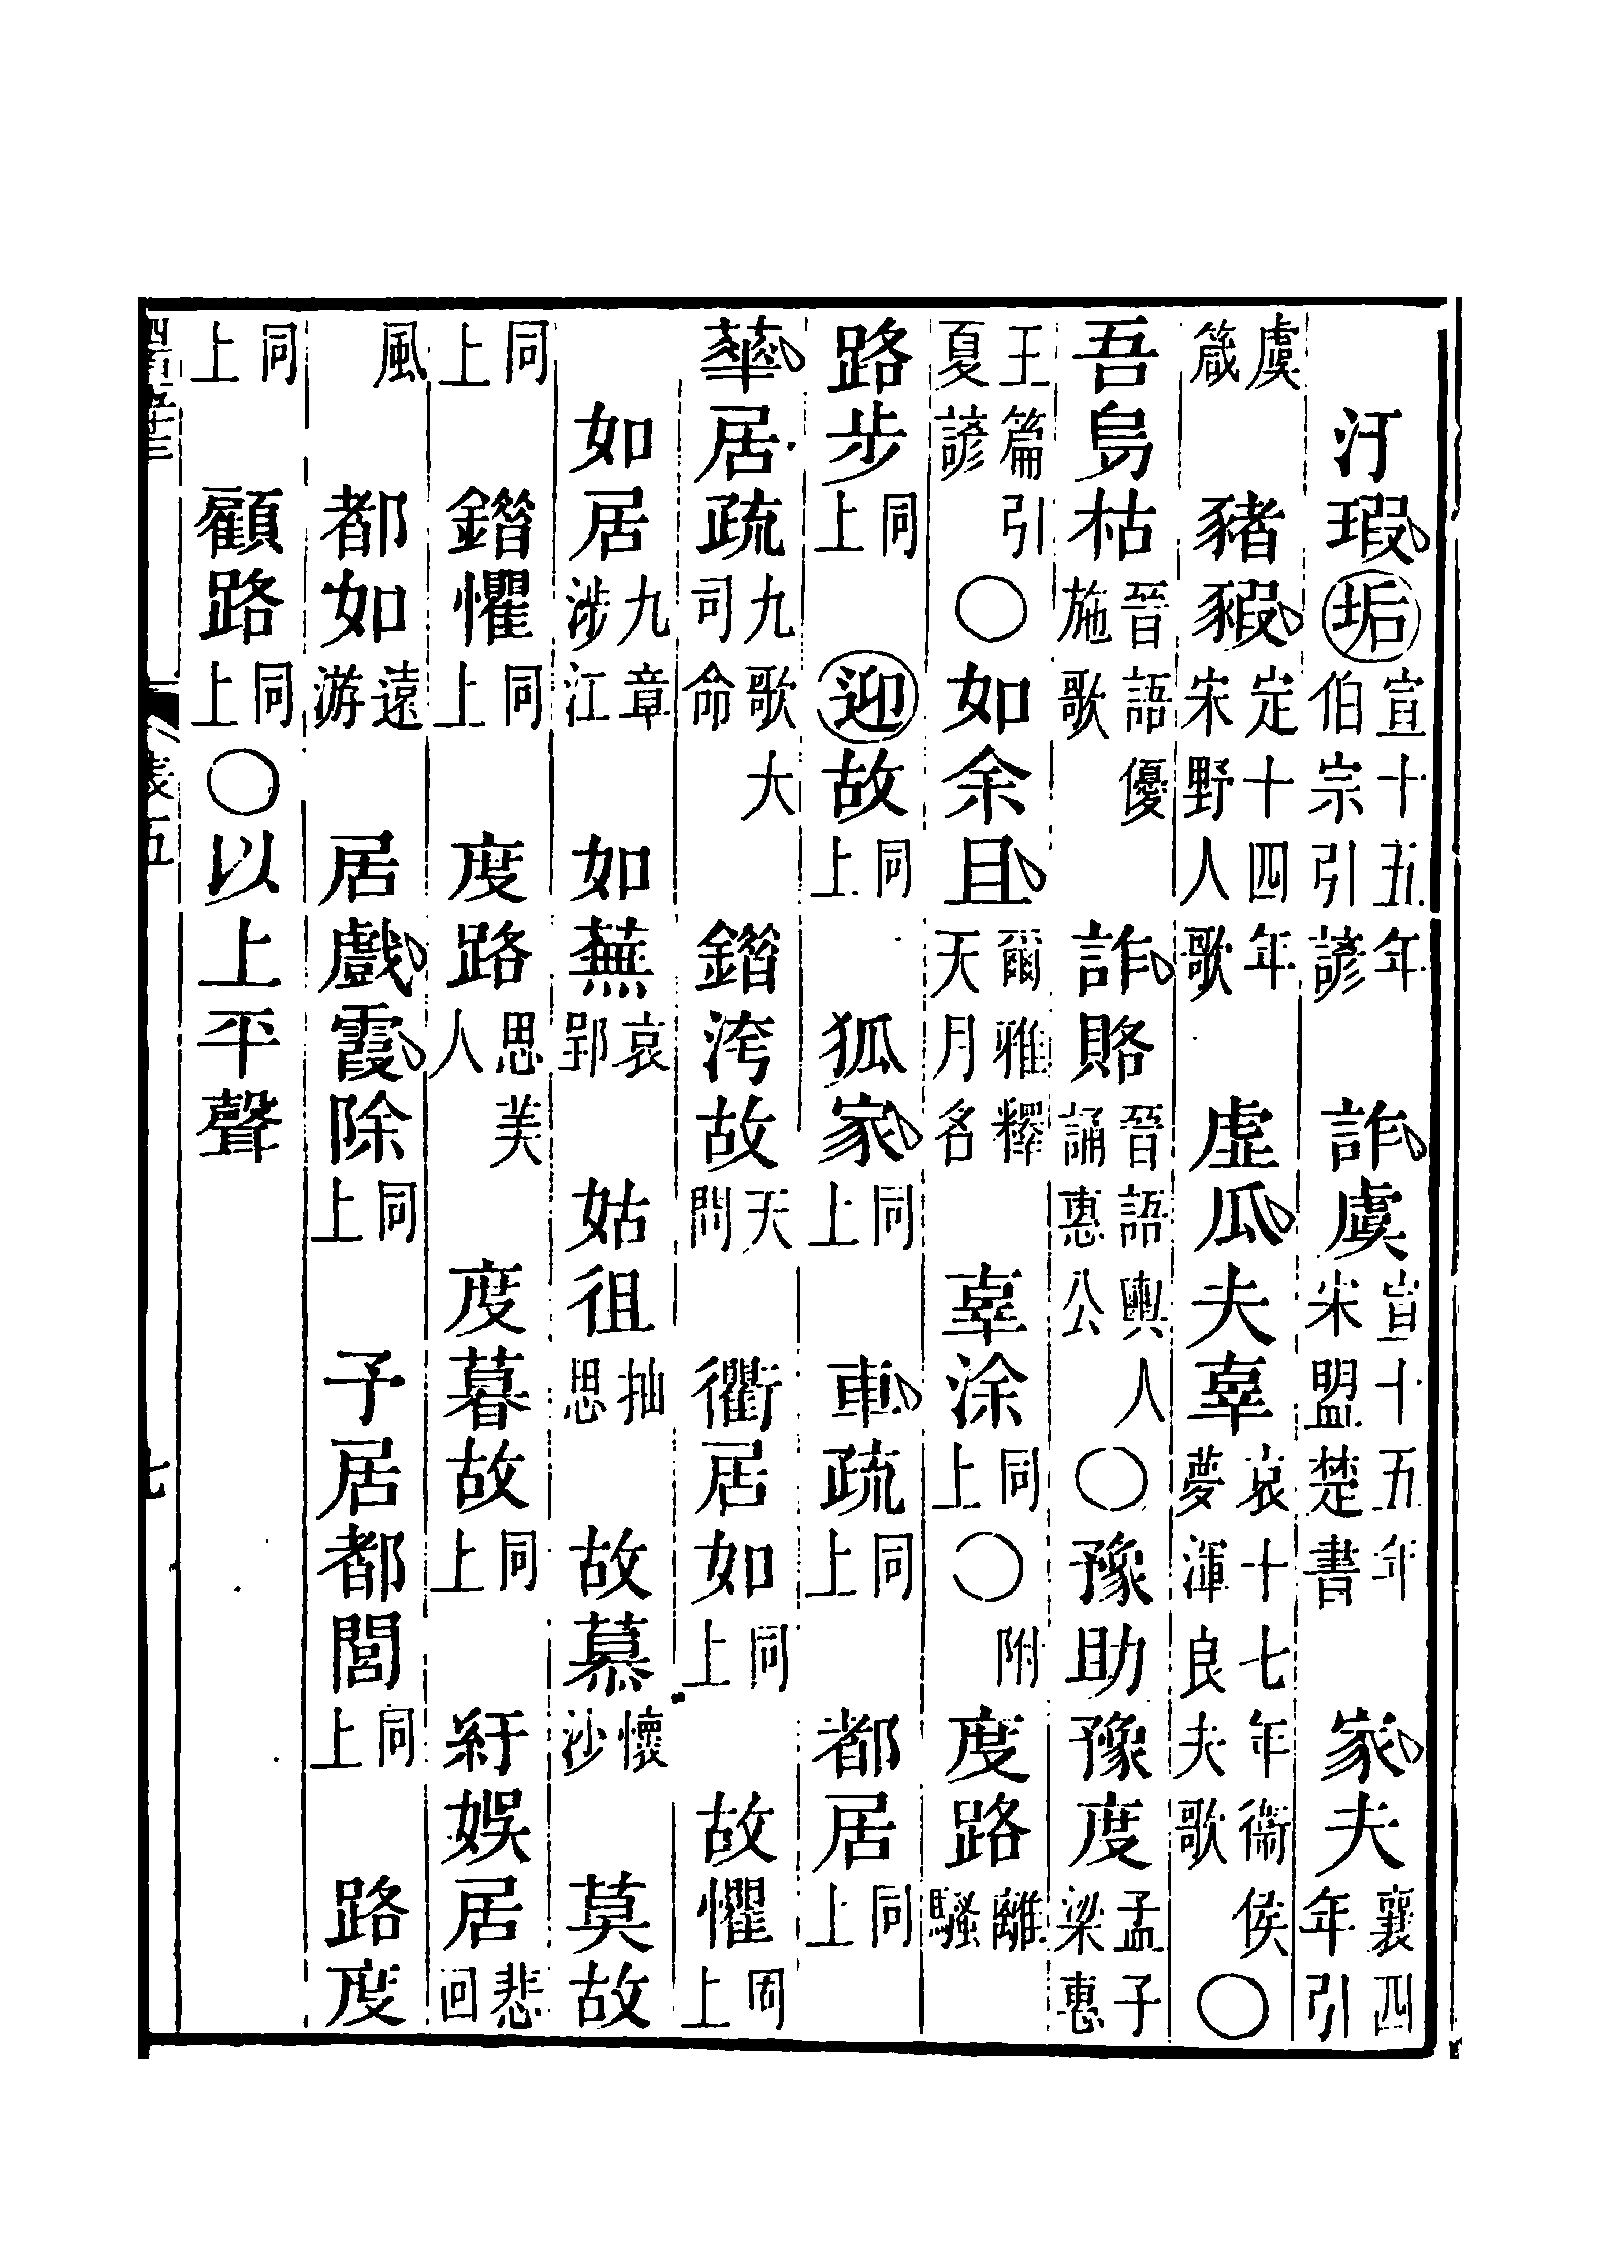 汙瑕垢宣十五年伯宗引諺　詐虞宣十五年宋盟楚書　家夫襄四年引
虞箴　豬豭定十四年宋野人歌　虛瓜夫辜哀十七年衞侯夢渾良夫歌○
吾烏枯晉語優施歌　詐賂晉語輿人誦惠公○豫助豫度孟子梁惠
王篇引夏諺○如余且爾雅釋天月名　辜涂同上○附　度路離騷
路步同上　迎故同上　狐家同上　車疏同上　都居同上
華居疏九歌大司命　錯洿故天問　衢居如同上　故懼同上
如居九章涉江　如蕪哀郢　姑徂抽思　故慕懷沙　莫故
同上　錯懼同上　度路思美人　度暮故同上　紆娛居悲回
風　都如遠游　居戲霞除同上　子居都閭同上　路度
同上　顧路同上○以上平聲
表五　七